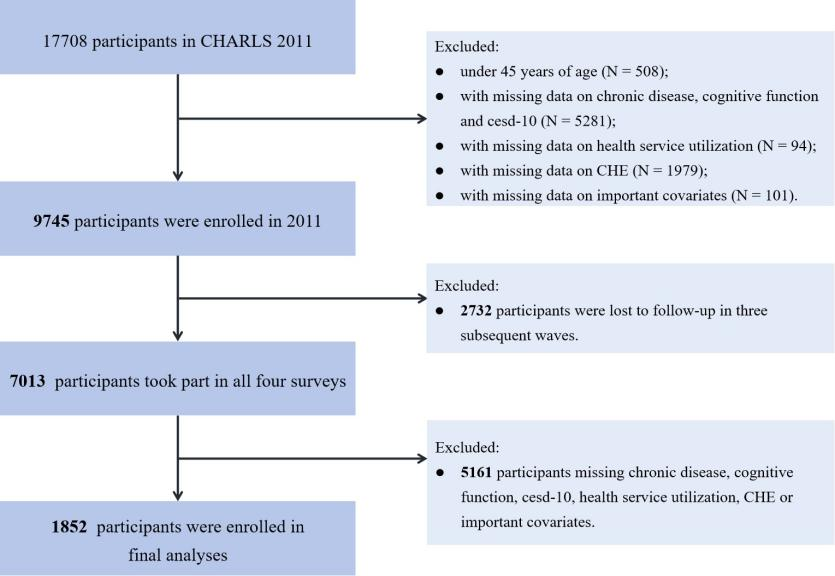 17708 participants in CHARLS 2011
Excluded:
● under 45 years of age (N = 508);
● with missing data on chronic disease, cognitive function
and cesd-10 (N = 5281);
● with missing data on health service utilization (N = 94);
● with missing data on CHE (N = 1979);
● with missing data on important covariates (N = 101).
9745 participants were enrolled in 2011
Excluded:
● 2732 participants were lost to follow-up in three
subsequent waves.
7013 participants took part in all four surveys
Excluded:
● 5161 participants missing chronic disease, cognitive
function, cesd-10, health service utilization, CHE or
important covariates.
1852 participants were enrolled in
final analyses